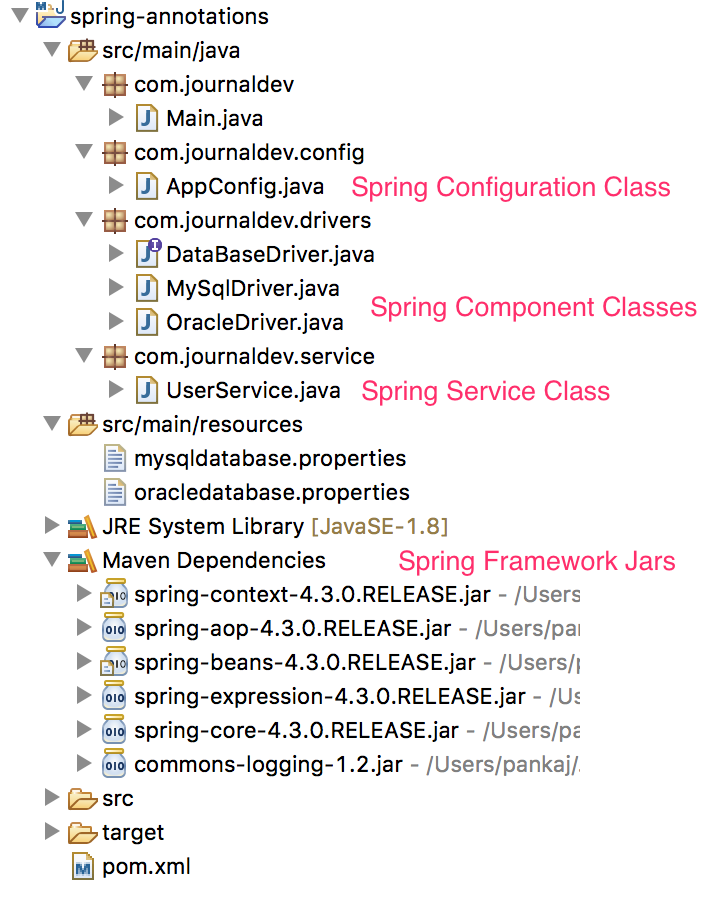 spring-annotations
src/main/java
com.journaldev
Main.java
com.journaldev.config
AppConfig.java Spring Configuration Class
com.journaldev.drivers
DataBaseDriver.java
MySqlDriver.java
Spring Component Classes
OracleDriver.java
com.journaldev.service
UserService.java Spring Service Class
src/main/resources
mysqldatabase.properties
oracledatabase.properties
JRE System Library [JavaSE-1.8]
Maven Dependencies Spring Framework Jars
spring-context-4.3.0.RELEASE.jar - /Users
spring-aop-4.3.0.RELEASE.jar - /Users/pan
spring-beans-4.3.0.RELEASE.jar - /Users/p
spring-expression-4.3.0.RELEASE.jar - /Us
spring-core-4.3.0.RELEASE.jar - /Users/pa
commons-logging-1.2.jar - /Users/pankaj/.
src
target
pom.xml